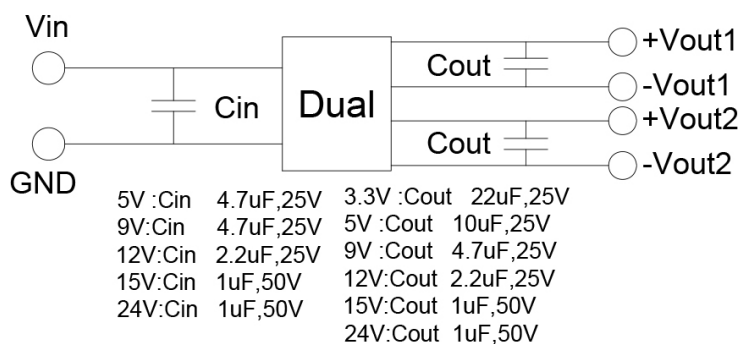 Vin
+Vout1
Cout
-Vout1
Cin
Dual
+Vout2
Cout
-Vout2
GND
5V :Cin 4.7uF,25V
9V:Cin 4.7uF,25V
12V:Cin 2.2uF,25V
15V:Cin 1uF,50V
24V:Cin 1uF,50V
3.3V :Cout 22uF,25V
5V :Cout 10uF,25V
9V :Cout 4.7uF,25V
12V:Cout 2.2uF,25V
15V:Cout 1uF,50V
24V:Cout 1uF,50V